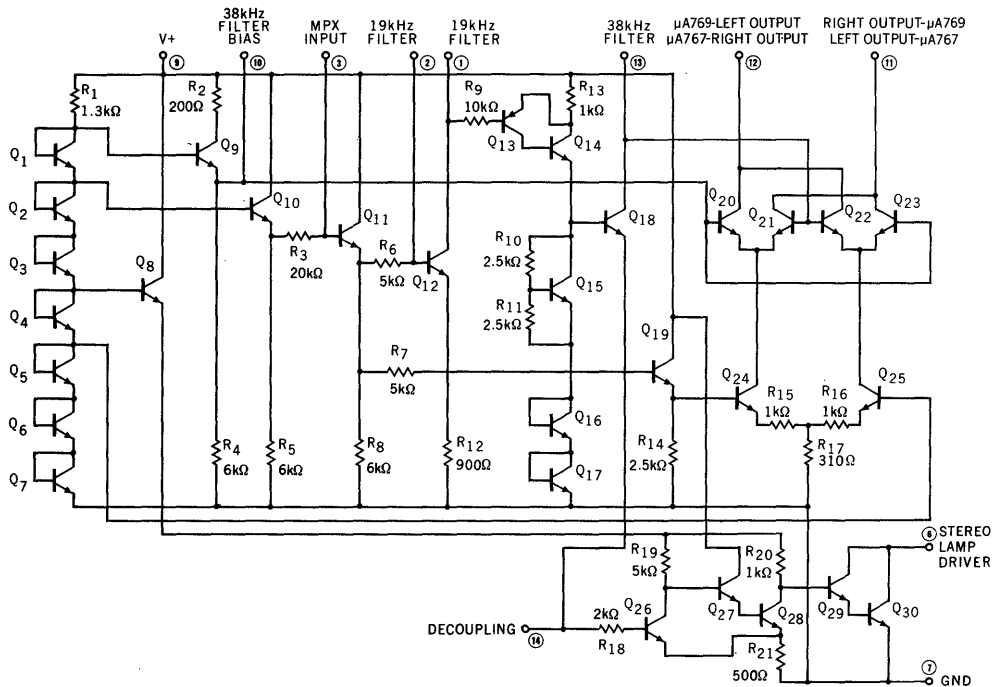 38kHz
FILTER
BIAS
MPX
INPUT
19kHz
FILTER
19kHz
FILTER
38kHz
FILTER
µA769-LEFT OUTPUT
µA767-RIGHT OUTPUT
RIGHT OUTPUT-µA769
LEFT OUTPUT-µA767
V+
9
10
3
2
1
13
12
11
R1
1.3kΩ
R2
200Ω
R9
10kΩ
R13
1kΩ
Q1
Q9
Q13
Q14
Q2
Q10
Q11
Q18
Q20
Q21
Q22
Q23
Q3
R3
20kΩ
R6
5kΩ
Q12
R10
2.5kΩ
Q15
R11
2.5kΩ
Q8
Q4
Q19
R7
5kΩ
Q5
Q24
R15
1kΩ
R16
1kΩ
Q25
Q6
R4
6kΩ
R5
6kΩ
R8
6kΩ
R12
900Ω
Q16
R14
2.5kΩ
R17
310Ω
Q7
Q17
R19
5kΩ
R20
1kΩ
6 STEREO
LAMP
DRIVER
DECOUPLING
14
2kΩ
R18
Q26
Q27
Q28
Q29
Q30
R21
500Ω
7
GND